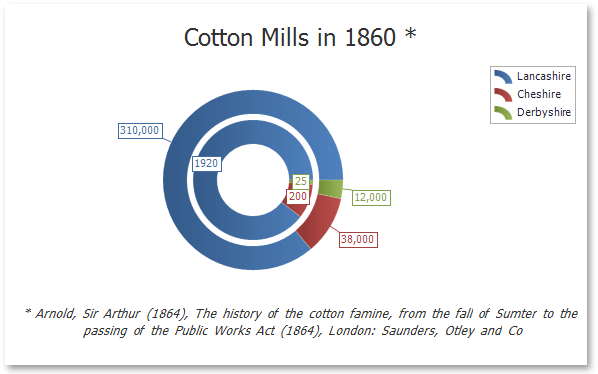 Cotton Mills in 1860 *
Lancashire
Cheshire
Derbyshire
310,000
1920
25
200
12,000
38,000
* Arnold, Sir Arthur (1864), The history of the cotton famine, from the fall of Sumter to the
passing of the Public Works Act (1864), London: Saunders, Otley and Co